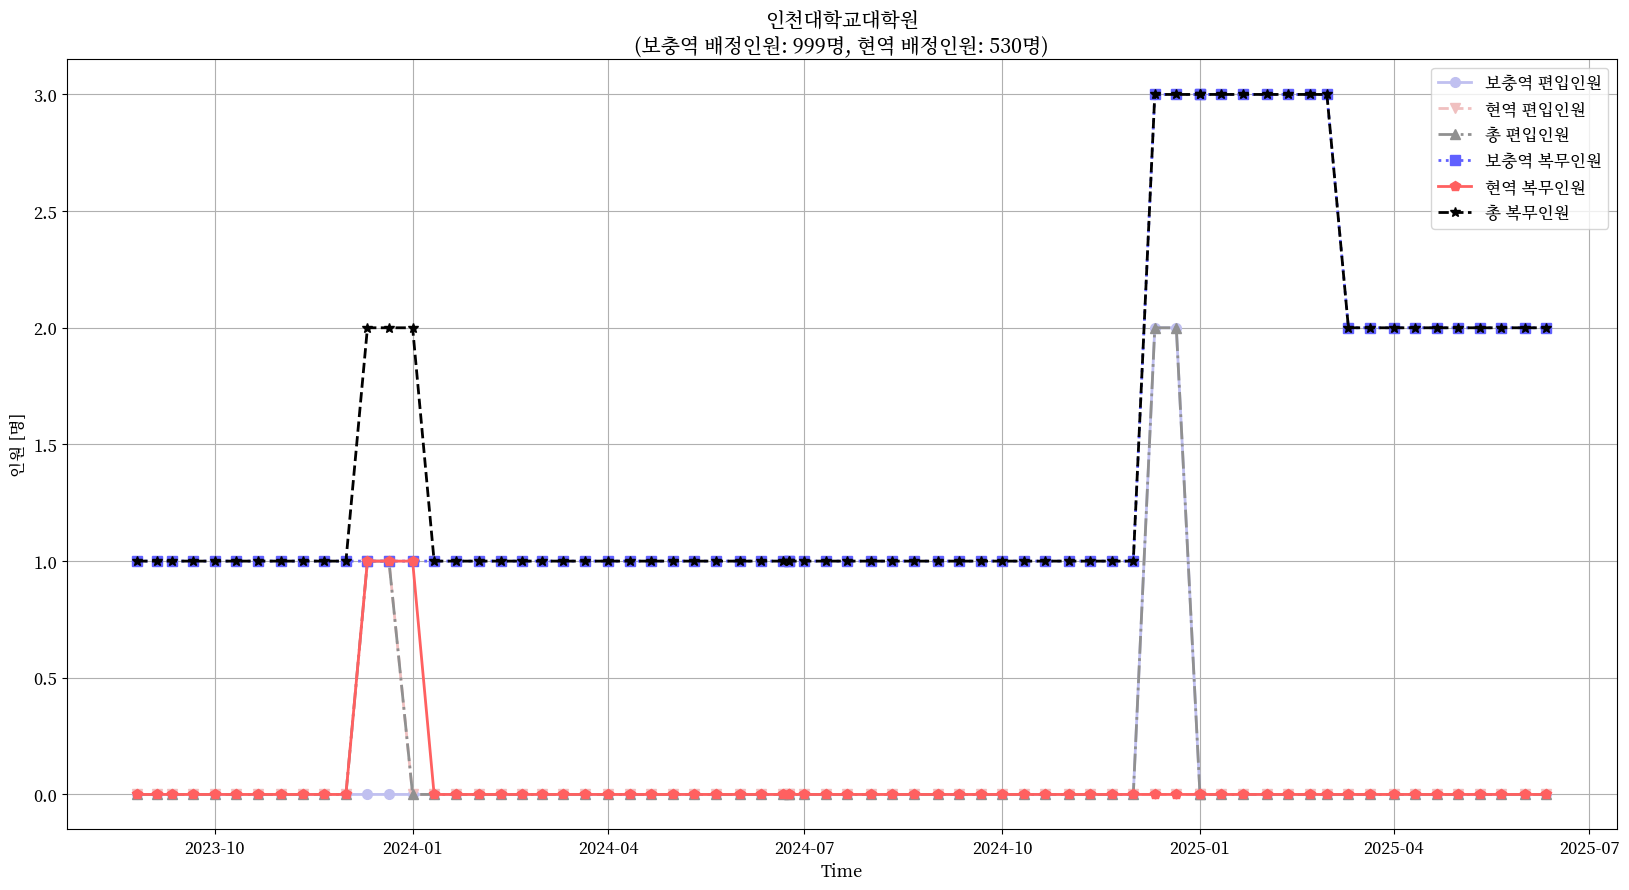 인천대학교대학원
(보충역 배정인원: 999명, 현역 배정인원: 530명)
보충역 편입인원
현역 편입인원
총 편입인원
보충역 복무인원
현역 복무인원
총 복무인원
인원 [명]
3.0
2.5
2.0
1.5
1.0
0.5
0.0
2023-10 2024-01 2024-04 2024-07 2024-10 2025-01 2025-04 2025-07
Time